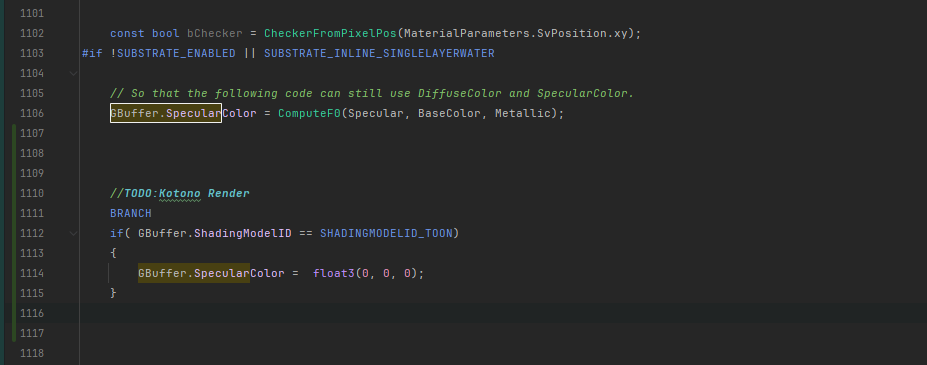 1101
1102 const bool bChecker = CheckerFromPixelPos(MaterialParameters.SvPosition.xy);
1103 #if !SUBSTRATE_ENABLED || SUBSTRATE_INLINE_SINGLELAYERWATER
1104
1105 // So that the following code can still use DiffuseColor and SpecularColor.
1106 GBuffer.SpecularColor = ComputeF0(Specular, BaseColor, Metallic);
1107
1108
1109
1110 //TODO:Kotono Render
1111 BRANCH
1112 if( GBuffer.ShadingModelID == SHADINGMODELID_TOON)
1113 {
1114 GBuffer.SpecularColor =  float3(0, 0, 0);
1115 }
1116
1117
1118